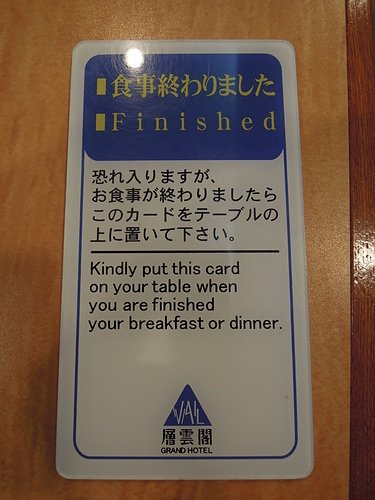 食事終わりました
Finished
恐れ入りますが、
お食事が終わりましたら
このカードをテーブルの
上に置いて下さい。
Kindly put this card
on your table when
you are finished
your breakfast or dinner.
VAIL
層雲閣
GRAND HOTEL